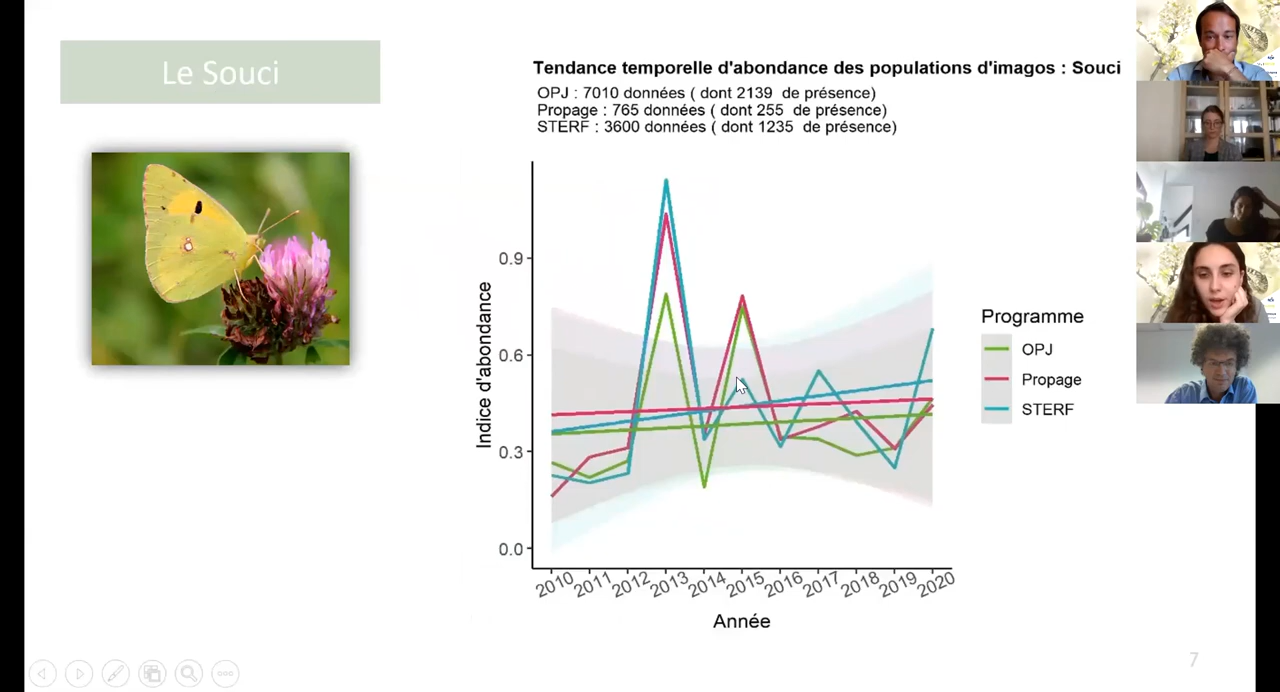 Le Souci
Tendance temporelle d'abondance des populations d'imagos : Souci
OPJ : 7010 données ( dont 2139 de présence)
Propage : 765 données ( dont 255 de présence)
STERF : 3600 données ( dont 1235 de présence)
0.9
0.6
0.3
0.0
Indice d'abondance
2010 2011 2012 2013 2014 2015 2016 2017 2018 2019 2020
Année
Programme
OPJ
Propage
STERF
7